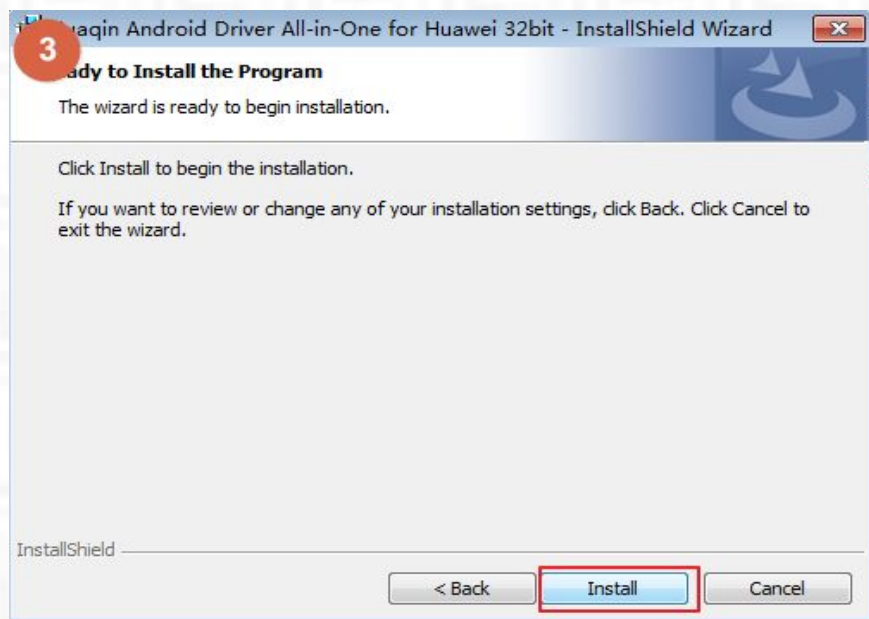 3
uaqin Android Driver All-in-One for Huawei 32bit - InstallShield Wizard
ady to Install the Program
The wizard is ready to begin installation.
Click Install to begin the installation.
If you want to review or change any of your installation settings, click Back. Click Cancel to
exit the wizard.
InstallShield
< Back
Install
Cancel